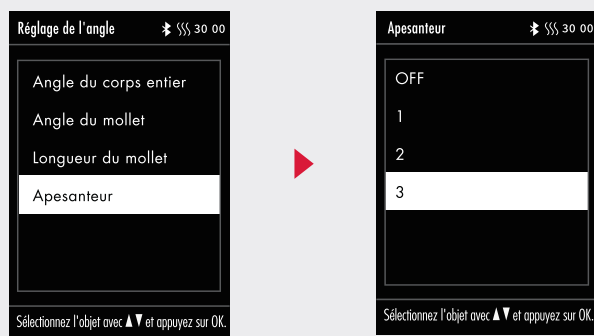 Réglage de l'angle 30 00
Angle du corps entier
Angle du mollet
Longueur du mollet
Apesanteur
Sélectionnez l'objet avec ▲▼ et appuyez sur OK.
Apesanteur 30 00
OFF
1
2
3
Sélectionnez l'objet avec ▲▼ et appuyez sur OK.